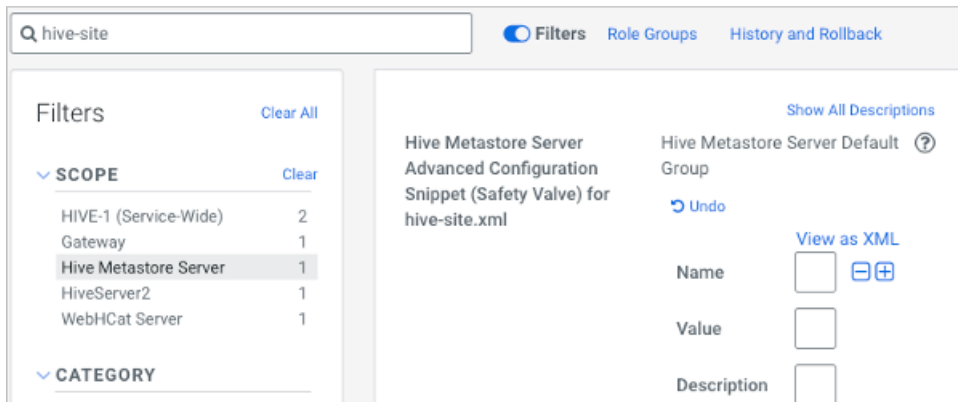 hive-site
Filters
Role Groups
History and Rollback
Filters
Clear All
SCOPE
Clear
HIVE-1 (Service-Wide) 2
Gateway 1
Hive Metastore Server 1
HiveServer2 1
WebHCat Server 1
CATEGORY
Show All Descriptions
Hive Metastore Server
Advanced Configuration
Snippet (Safety Valve) for
hive-site.xml
Hive Metastore Server Default
Group
Undo
View as XML
Name
Value
Description